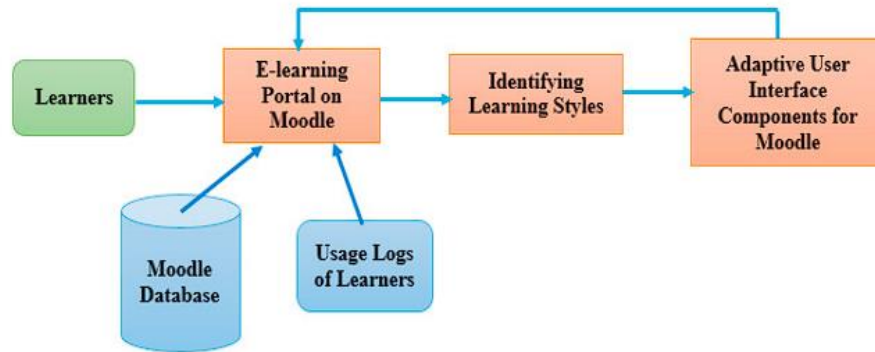 Learners
E-learning
Portal on
Moodle
Identifying
Learning Styles
Adaptive User
Interface
Components for
Moodle
Moodle
Database
Usage Logs
of Learners